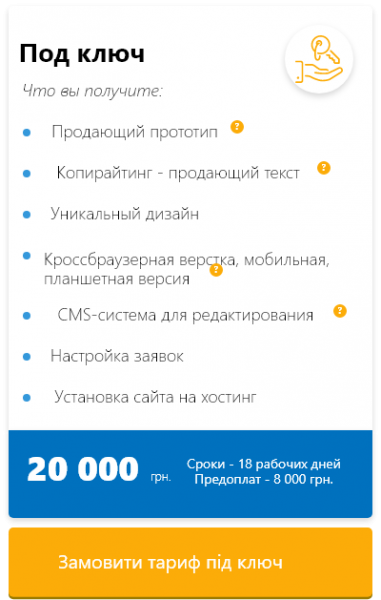 Под ключ
Что вы получите:
Продающий прототип ?
Копирайтинг - продающий текст ?
Уникальный дизайн
Кроссбраузерная верстка, мобильная,
планшетная версия ?
CMS-система для редактирования ?
Настройка заявок
Установка сайта на хостинг
20 000 грн.
Сроки - 18 рабочих дней
Предоплат - 8 000 грн.
Замовити тариф під ключ